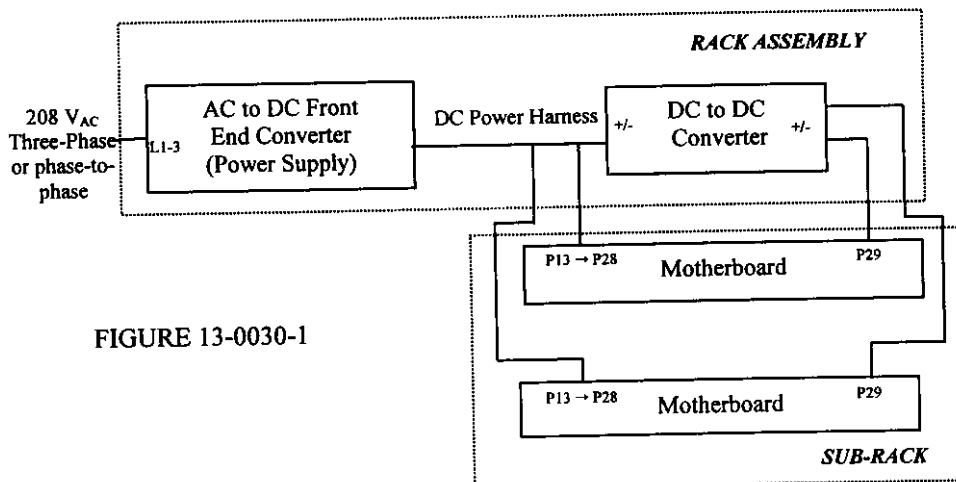 RACK ASSEMBLY
208 VAC
Three-Phase
or phase-to-
phase
L1-3
AC to DC Front
End Converter
(Power Supply)
DC Power Harness
+/-
DC to DC
Converter
+/-
P13 → P28
Motherboard
P29
FIGURE 13-0030-1
P13 → P28
Motherboard
P29
SUB-RACK